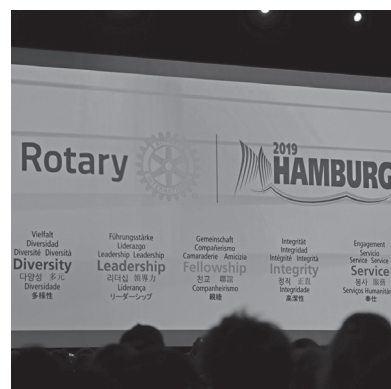 Rotary
2019
HAMBURG
Vielfalt
Diversidad
Diversité Diversità
Diversity
다양성 多元
Diversidade
多様性
Führungsstärke
Liderazgo
Leadership Leadership
Leadership
리더십 領導力
Liderança
リーダーシップ
Gemeinschaft
Compañerismo
Camaraderie Amicizia
Fellowship
친교 聯誼
Companheirismo
親睦
Integrität
Integridad
Intégrité Integrità
Integrity
정직 正直
Integridade
高潔性
Engagement
Servicio
Service Service
Service
봉사 服務
Serviços Humanitá
奉仕